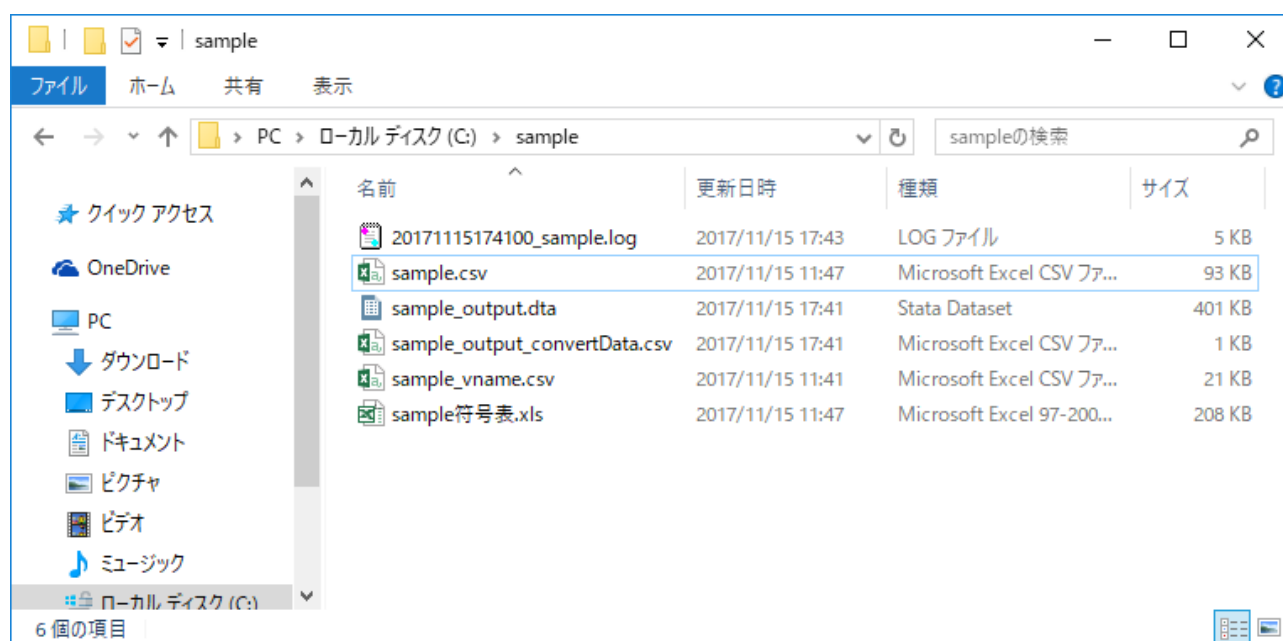 sample
ファイル ホーム 共有 表示
PC ローカル ディスク (C:) sample sampleの検索
名前 更新日時 種類 サイズ
クイック アクセス
OneDrive
PC
ダウンロード
デスクトップ
ドキュメント
ピクチャ
ビデオ
ミュージック
ローカル ディスク (C:)
20171115174100_sample.log 2017/11/15 17:43 LOG ファイル 5 KB
sample.csv 2017/11/15 11:47 Microsoft Excel CSV ファ... 93 KB
sample_output.dta 2017/11/15 17:41 Stata Dataset 401 KB
sample_output_convertData.csv 2017/11/15 17:41 Microsoft Excel CSV ファ... 1 KB
sample_vname.csv 2017/11/15 11:41 Microsoft Excel CSV ファ... 21 KB
sample符号表.xls 2017/11/15 11:47 Microsoft Excel 97-200... 208 KB
6 個の項目